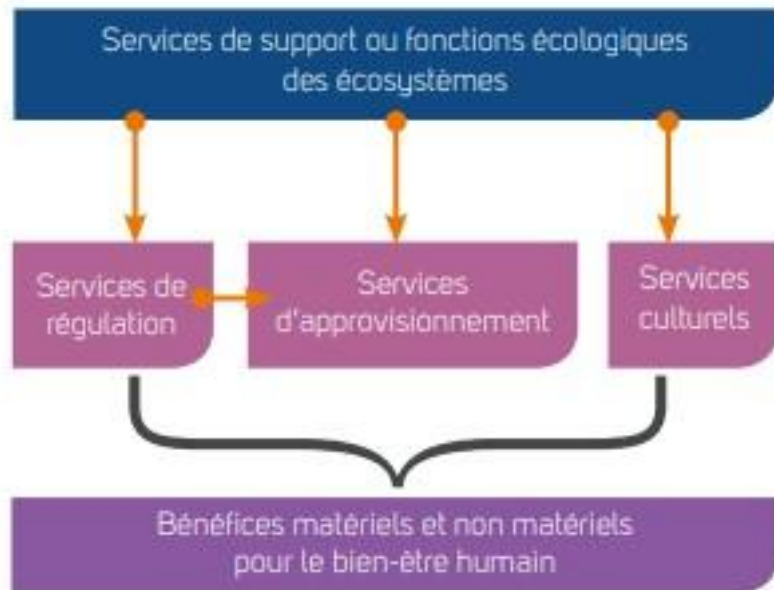 Services de support ou fonctions écologiques
des écosystèmes
Services de
régulation
Services
d'approvisionnement
Services
culturels
Bénéfices matériels et non matériels
pour le bien-être humain